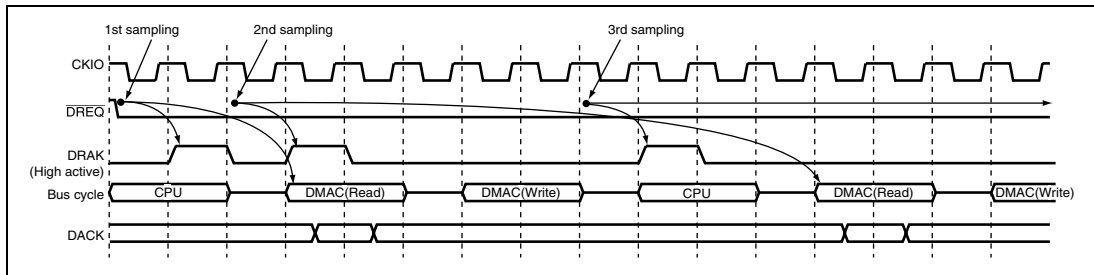 1st sampling 2nd sampling 3rd sampling
CKIO
DREQ
DRAK
(High active)
Bus cycle CPU DMAC(Read) DMAC(Write) CPU DMAC(Read) DMAC(Write)
DACK